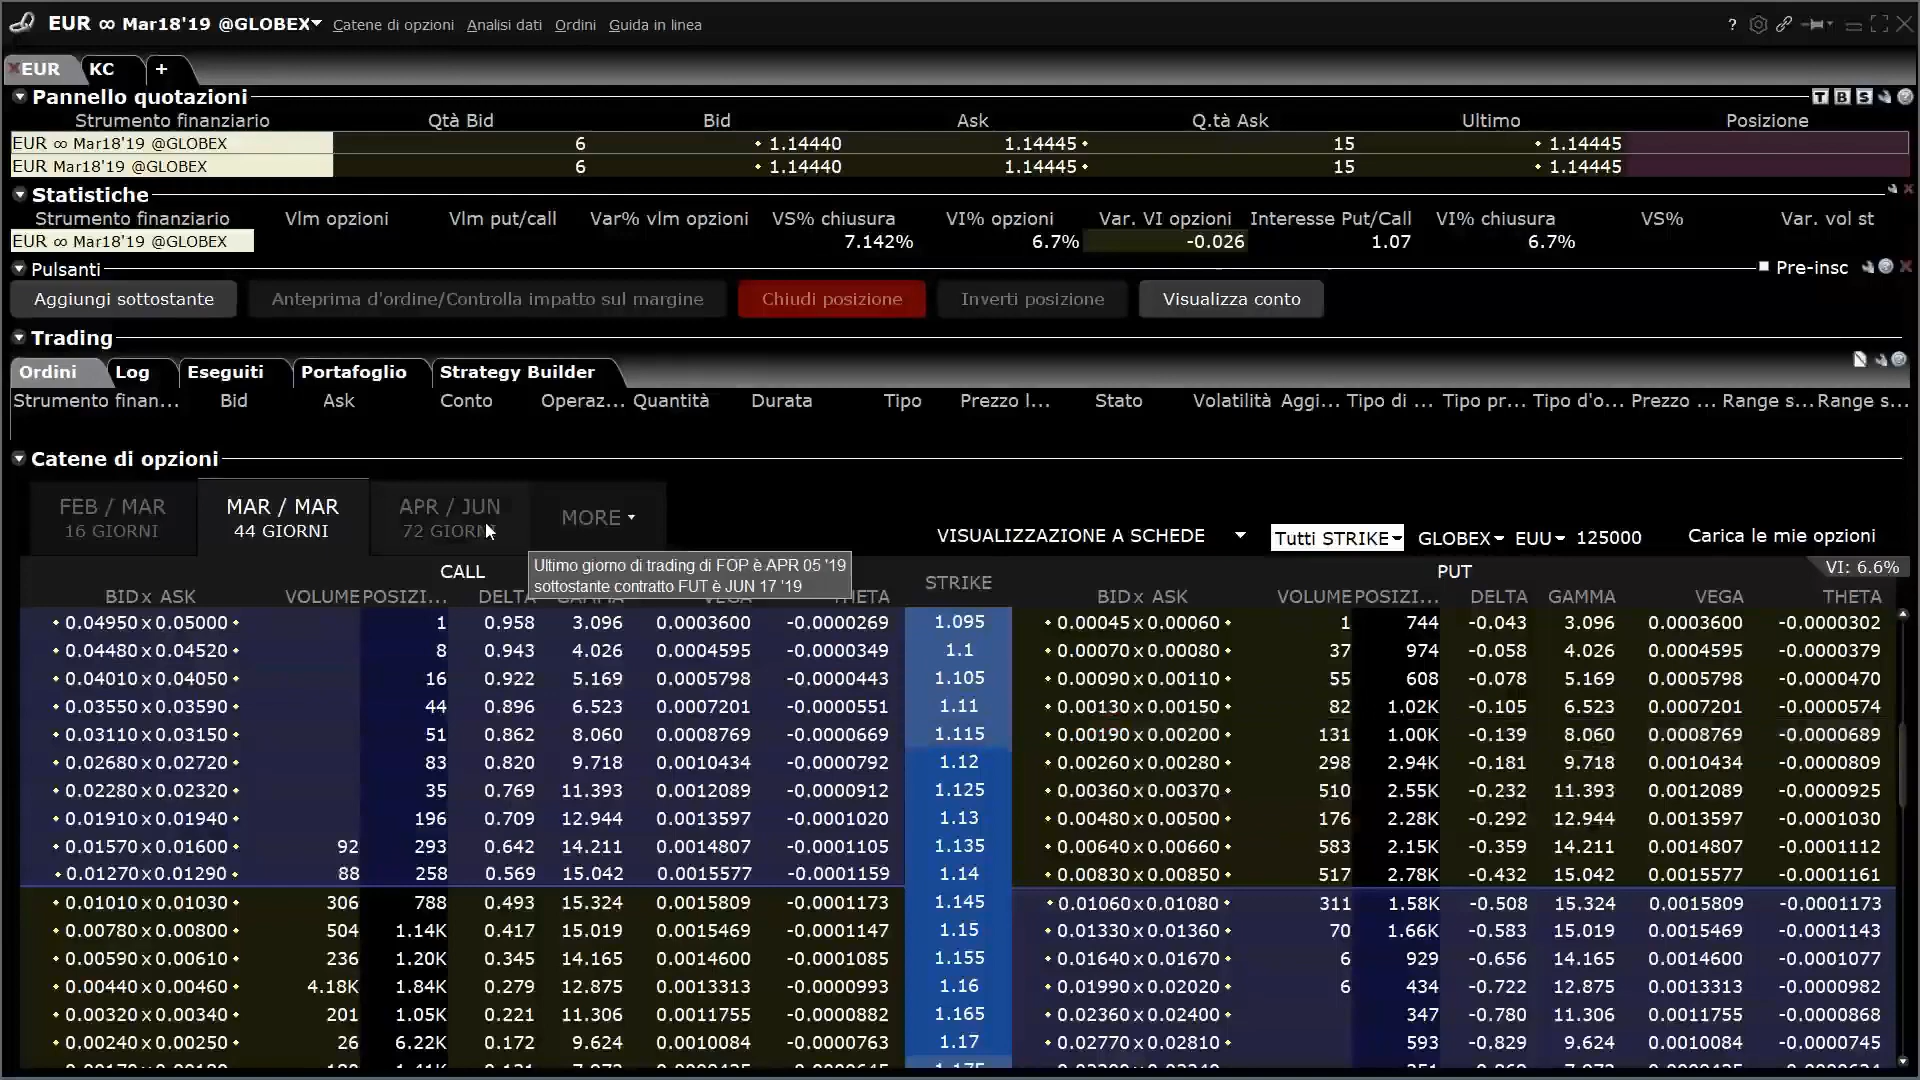 EUR ∞ Mar18'19 @GLOBEX Catene di opzioni Analisi dati Ordini Guida in linea ?
EUR KC +
Pannello quotazioni T B S
Strumento finanziario Qtà Bid Bid Ask Q.tà Ask Ultimo Posizione
EUR ∞ Mar18'19 @GLOBEX 6 1.14440 1.14445 15 1.14445
EUR Mar18'19 @GLOBEX 6 1.14440 1.14445 15 1.14445
Statistiche
Strumento finanziario Vlm opzioni Vlm put/call Var% vlm opzioni VS% chiusura VI% opzioni Var. VI opzioni Interesse Put/Call VI% chiusura VS% Var. vol st
EUR ∞ Mar18'19 @GLOBEX 7.142% 6.7% -0.026 1.07 6.7%
Pulsanti Pre-insc
Aggiungi sottostante Anteprima d'ordine/Controlla impatto sul margine Chiudi posizione Inverti posizione Visualizza conto
Trading
Ordini Log Eseguiti Portafoglio Strategy Builder
Strumento finan... Bid Ask Conto Operaz... Quantità Durata Tipo Prezzo l... Stato Volatilità Aggi... Tipo di ... Tipo pr... Tipo d'o... Prezzo ... Range s... Range s...
Catene di opzioni
FEB / MAR MAR / MAR APR / JUN MORE
16 GIORNI 44 GIORNI 72 GIORNI
VISUALIZZAZIONE A SCHEDE Tutti STRIKE GLOBEX EUU 125000 Carica le mie opzioni
Ultimo giorno di trading di FOP è APR 05 '19
sottostante contratto FUT è JUN 17 '19
CALL STRIKE PUT VI: 6.6%
BID x ASK VOLUME POSIZI... DELTA VEGA THETA BID x ASK VOLUME POSIZI... DELTA GAMMA VEGA THETA
0.04950 x 0.05000 1 0.958 3.096 0.0003600 -0.0000269 1.095 0.00045 x 0.00060 1 744 -0.043 3.096 0.0003600 -0.0000302
0.04480 x 0.04520 8 0.943 4.026 0.0004595 -0.0000349 1.1 0.00070 x 0.00080 37 974 -0.058 4.026 0.0004595 -0.0000379
0.04010 x 0.04050 16 0.922 5.169 0.0005798 -0.0000443 1.105 0.00090 x 0.00110 55 608 -0.078 5.169 0.0005798 -0.0000470
0.03550 x 0.03590 44 0.896 6.523 0.0007201 -0.0000551 1.11 0.00130 x 0.00150 82 1.02K -0.105 6.523 0.0007201 -0.0000574
0.03110 x 0.03150 51 0.862 8.060 0.0008769 -0.0000669 1.115 0.00190 x 0.00200 131 1.00K -0.139 8.060 0.0008769 -0.0000689
0.02680 x 0.02720 83 0.820 9.718 0.0010434 -0.0000792 1.12 0.00260 x 0.00280 298 2.94K -0.181 9.718 0.0010434 -0.0000809
0.02280 x 0.02320 35 0.769 11.393 0.0012089 -0.0000912 1.125 0.00360 x 0.00370 510 2.55K -0.232 11.393 0.0012089 -0.0000925
0.01910 x 0.01940 196 0.709 12.944 0.0013597 -0.0001020 1.13 0.00480 x 0.00500 176 2.28K -0.292 12.944 0.0013597 -0.0001030
0.01570 x 0.01600 92 293 0.642 14.211 0.0014807 -0.0001105 1.135 0.00640 x 0.00660 583 2.15K -0.359 14.211 0.0014807 -0.0001112
0.01270 x 0.01290 88 258 0.569 15.042 0.0015577 -0.0001159 1.14 0.00830 x 0.00850 517 2.78K -0.432 15.042 0.0015577 -0.0001161
0.01010 x 0.01030 306 788 0.493 15.324 0.0015809 -0.0001173 1.145 0.01060 x 0.01080 311 1.58K -0.508 15.324 0.0015809 -0.0001173
0.00780 x 0.00800 504 1.14K 0.417 15.019 0.0015469 -0.0001147 1.15 0.01330 x 0.01360 70 1.66K -0.583 15.019 0.0015469 -0.0001143
0.00590 x 0.00610 236 1.20K 0.345 14.165 0.0014600 -0.0001085 1.155 0.01640 x 0.01670 6 929 -0.656 14.165 0.0014600 -0.0001077
0.00440 x 0.00460 4.18K 1.84K 0.279 12.875 0.0013313 -0.0000993 1.16 0.01990 x 0.02020 6 434 -0.722 12.875 0.0013313 -0.0000982
0.00320 x 0.00340 201 1.05K 0.221 11.306 0.0011755 -0.0000882 1.165 0.02360 x 0.02400 347 -0.780 11.306 0.0011755 -0.0000868
0.00240 x 0.00250 26 6.22K 0.172 9.624 0.0010084 -0.0000763 1.17 0.02770 x 0.02810 593 -0.829 9.624 0.0010084 -0.0000745